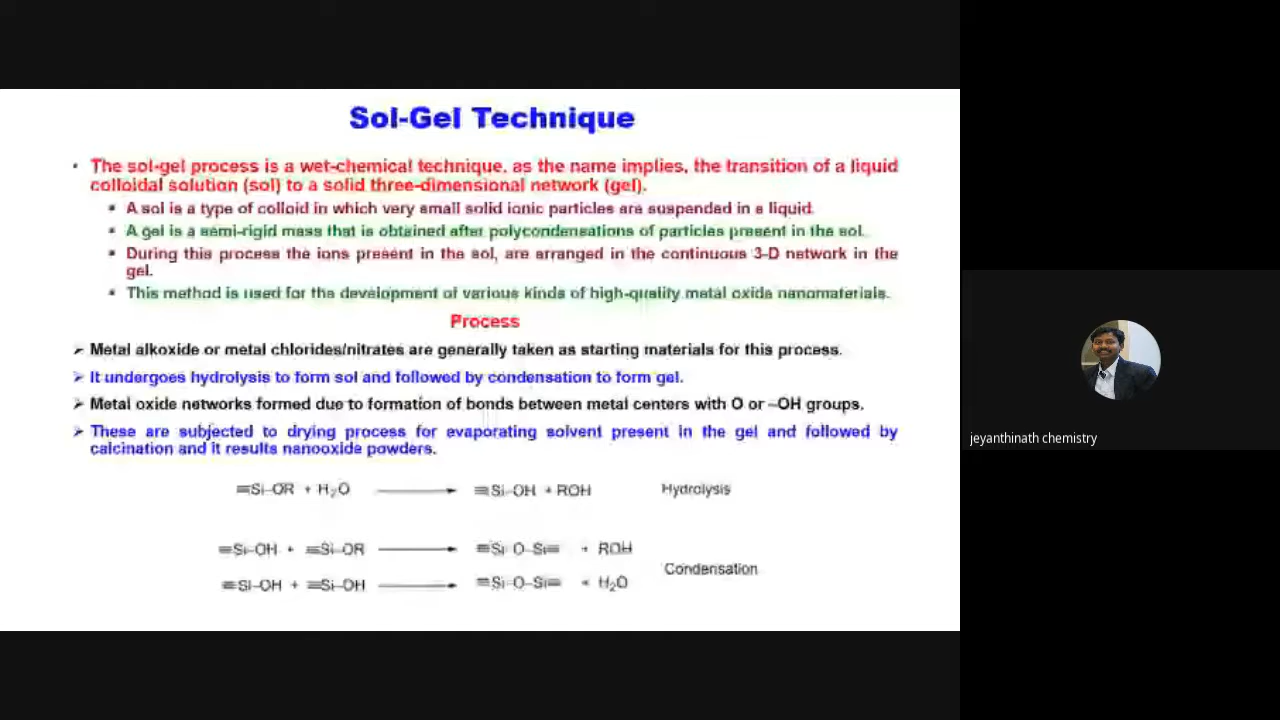 Sol-Gel Technique
• The sol-gel process is a wet-chemical technique, as the name implies, the transition of a liquid
colloidal solution (sol) to a solid three-dimensional network (gel).
▪ A sol is a type of colloid in which very small solid ionic particles are suspended in a liquid.
▪ A gel is a semi-rigid mass that is obtained after polycondensations of particles present in the sol.
▪ During this process the ions present in the sol, are arranged in the continuous 3-D network in the
gel.
▪ This method is used for the development of various kinds of high-quality metal oxide nanomaterials.
Process
➢ Metal alkoxide or metal chlorides/nitrates are generally taken as starting materials for this process.
➢ It undergoes hydrolysis to form sol and followed by condensation to form gel.
➢ Metal oxide networks formed due to formation of bonds between metal centers with O or –OH groups.
➢ These are subjected to drying process for evaporating solvent present in the gel and followed by
calcination and it results nanooxide powders.
≡Si–OR + H₂O ⟶ ≡Si–OH + ROH Hydrolysis
≡Si–OH + ≡Si–OR ⟶ ≡Si–O–Si≡ + ROH
Condensation
≡Si–OH + ≡Si–OH ⟶ ≡Si–O–Si≡ + H₂O
jeyanthinath chemistry